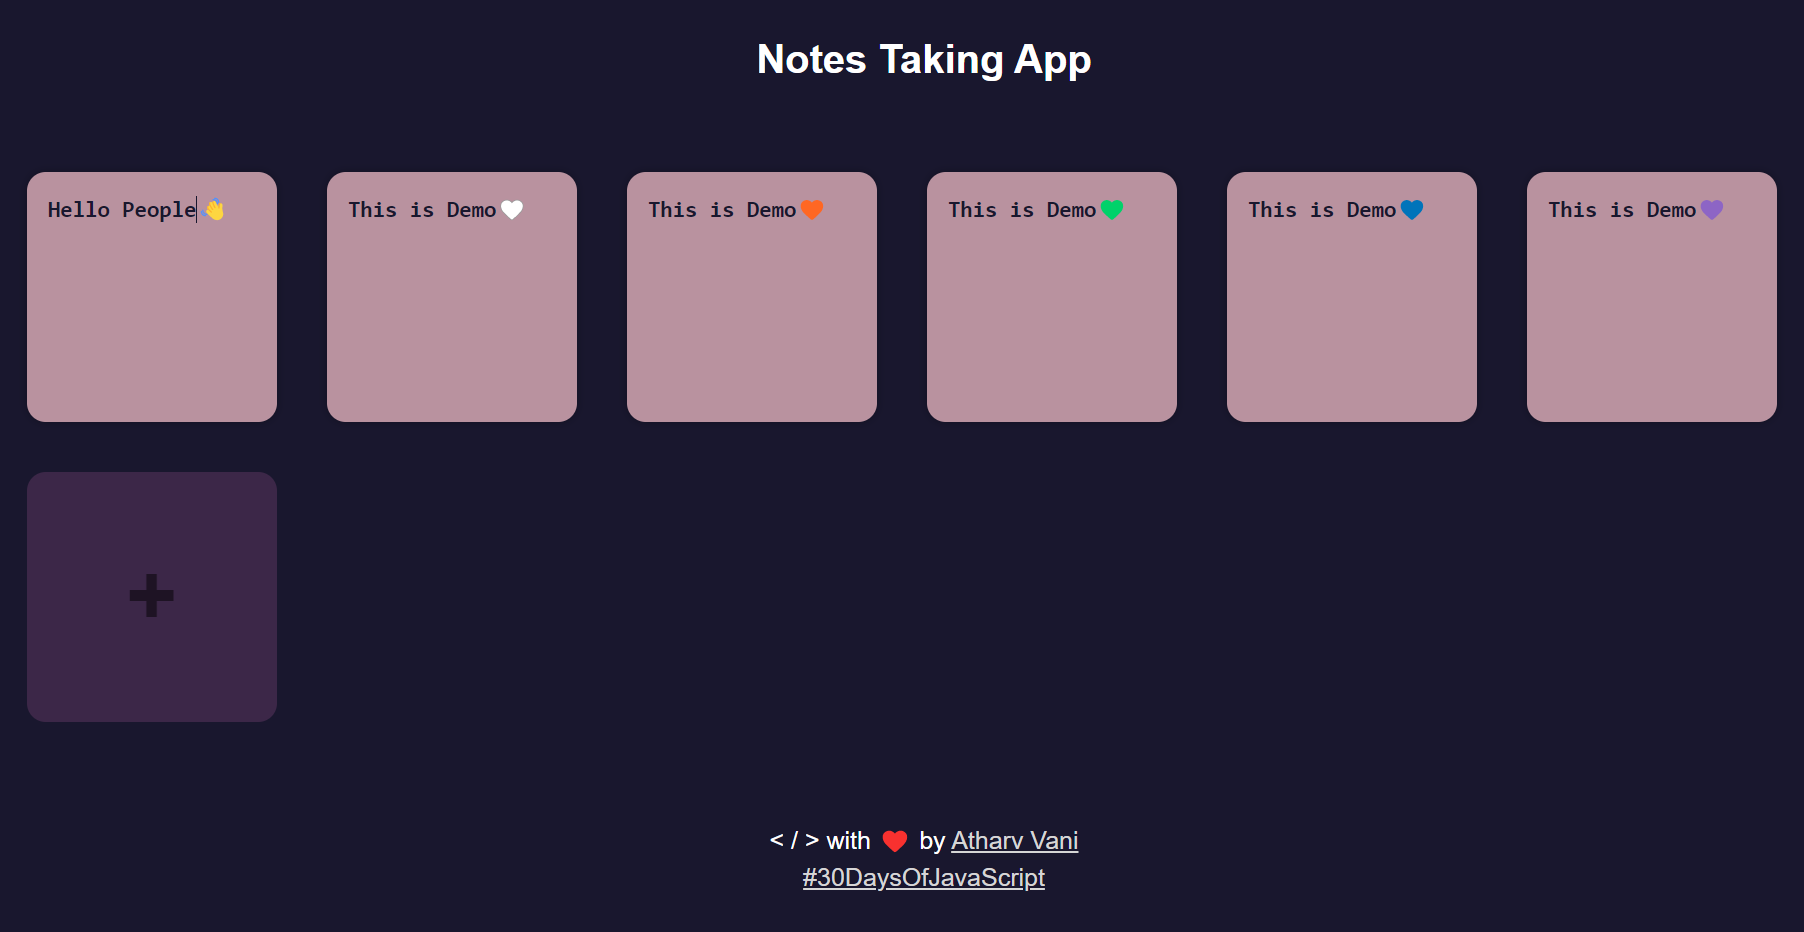 Notes Taking App
Hello People👋
This is Demo🤍
This is Demo🧡
This is Demo💚
This is Demo💙
This is Demo💜
+
< / > with ❤️ by Atharv Vani
#30DaysOfJavaScript